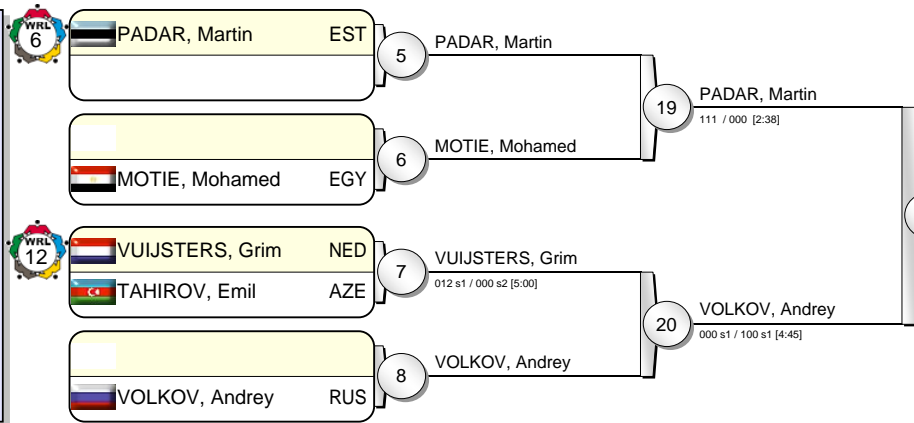 WRL
6
PADAR, Martin EST
5
PADAR, Martin
19
PADAR, Martin
111 / 000 [2:38]
6
MOTIE, Mohamed
MOTIE, Mohamed EGY
WRL
12
VUIJSTERS, Grim NED
TAHIROV, Emil AZE
7
VUIJSTERS, Grim
012 s1 / 000 s2 [5:00]
20
VOLKOV, Andrey
000 s1 / 100 s1 [4:45]
8
VOLKOV, Andrey
VOLKOV, Andrey RUS